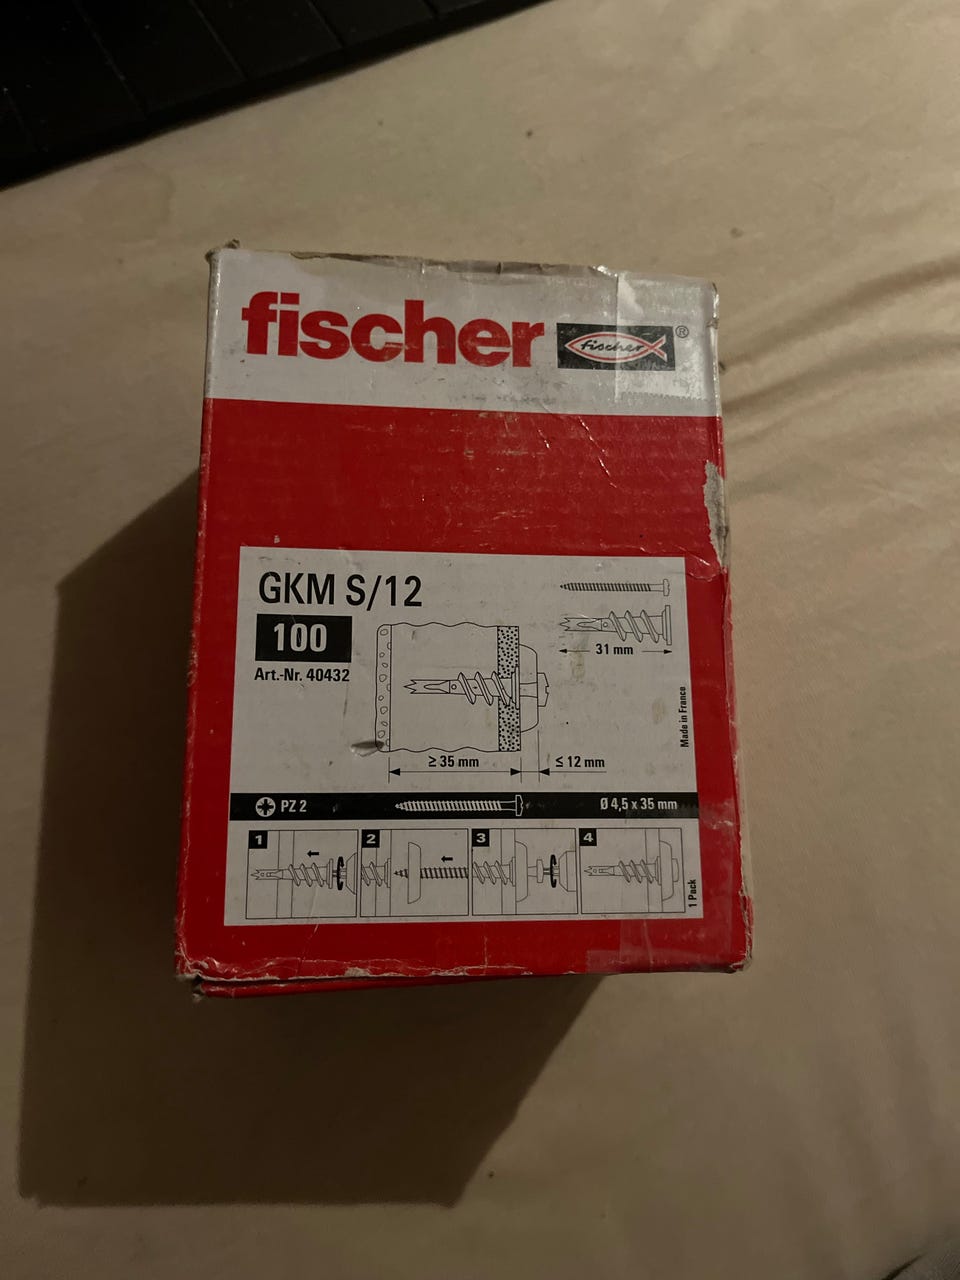 fischer
fischer ®
GKM S/12
100
Art.-Nr. 40432
31 mm
Made in France
≥ 35 mm
≤ 12 mm
PZ 2
Ø 4,5 x 35 mm
1
2
3
4
1 Pack